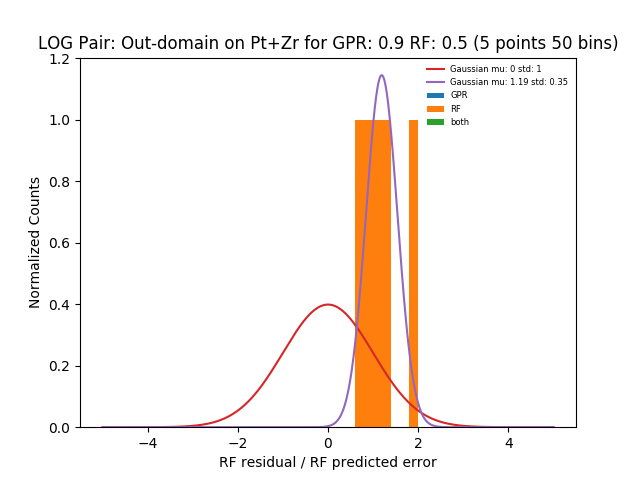 LOG Pair: Out-domain on Pt+Zr for GPR: 0.9 RF: 0.5 (5 points 50 bins)
Gaussian mu: 0 std: 1
Gaussian mu: 1.19 std: 0.35
GPR
RF
both
1.2
1.0
0.8
0.6
0.4
0.2
0.0
Normalized Counts
−4
−2
0
2
4
RF residual / RF predicted error